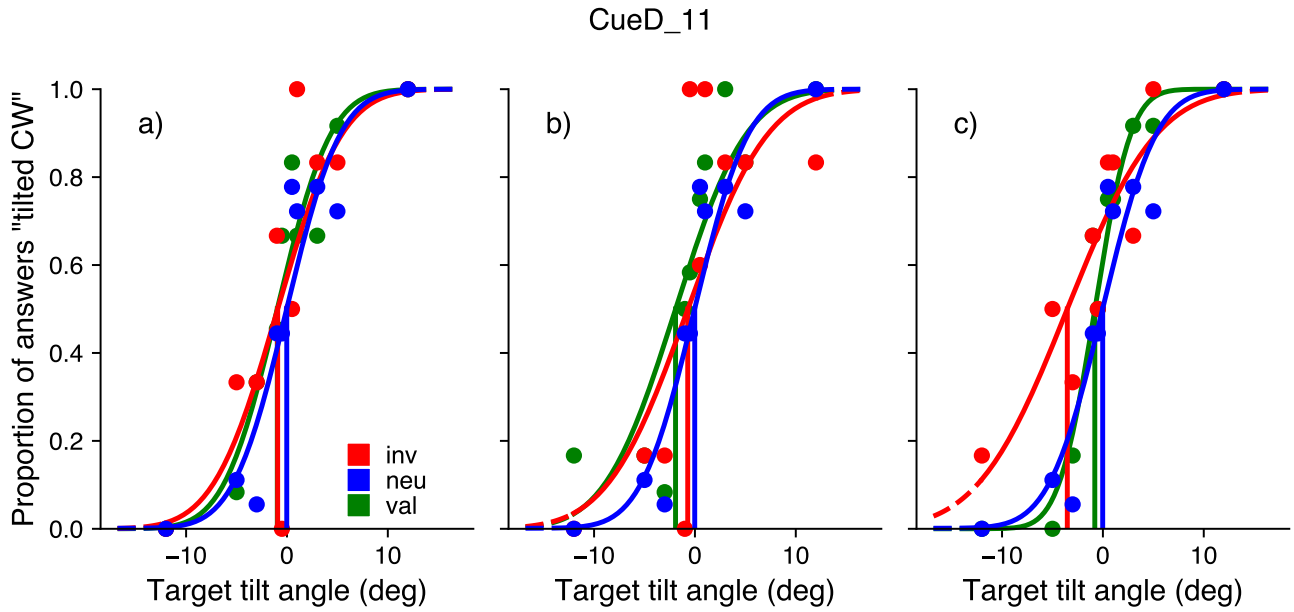 CueD_11
Proportion of answers "tilted CW"
1.0
0.8
0.6
0.4
0.2
0.0
a)
b)
c)
inv
neu
val
−10
0
10
−10
0
10
−10
0
10
Target tilt angle (deg)
Target tilt angle (deg)
Target tilt angle (deg)